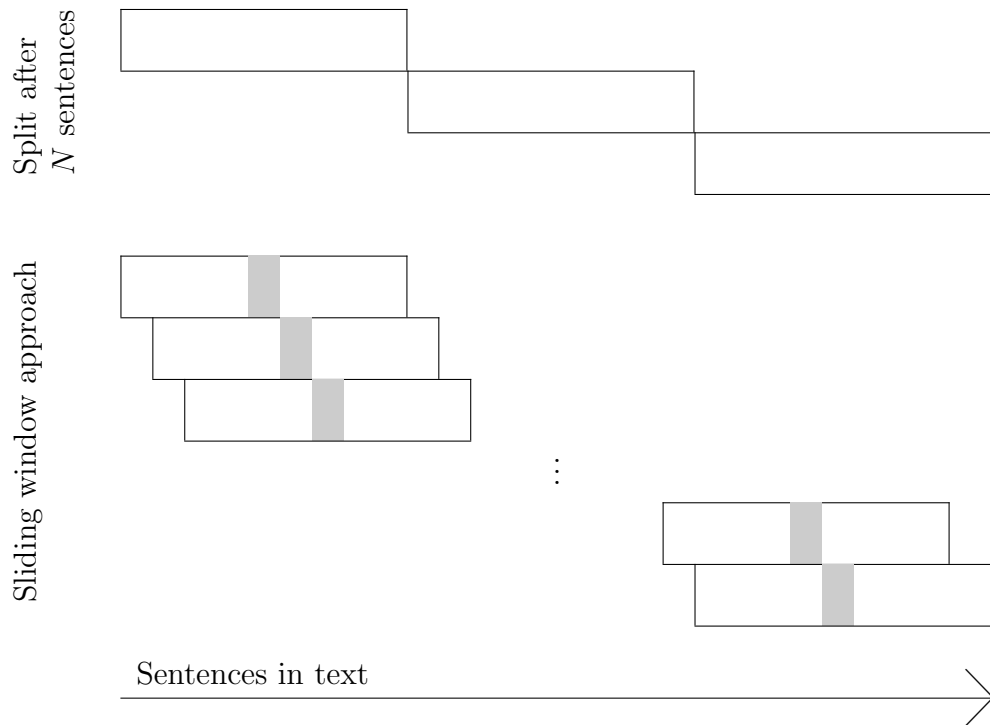 Split after
N sentences
Sliding window approach
⋮
Sentences in text